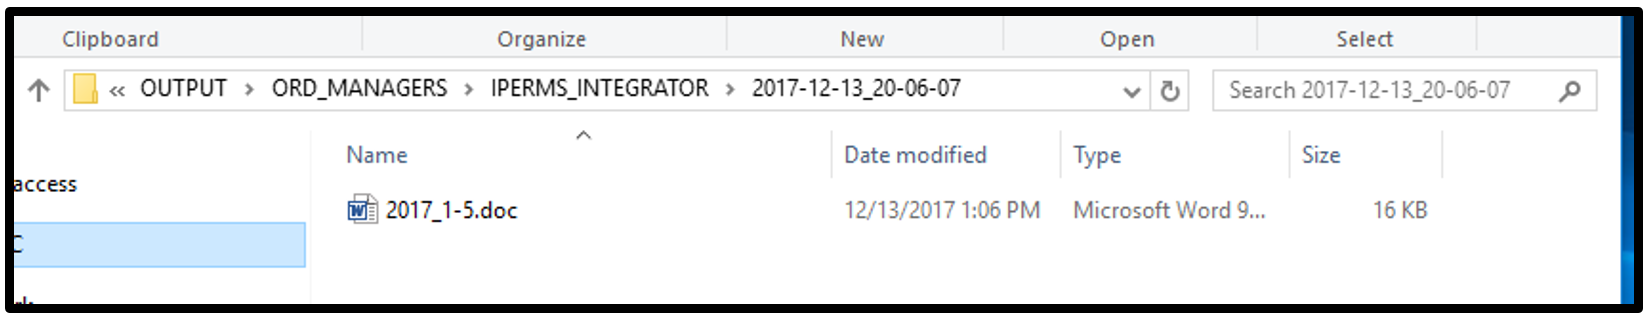 Clipboard Organize New Open Select
« OUTPUT > ORD_MANAGERS > IPERMS_INTEGRATOR > 2017-12-13_20-06-07 Search 2017-12-13_20-06-07
Name Date modified Type Size
access
2017_1-5.doc 12/13/2017 1:06 PM Microsoft Word 9... 16 KB
C